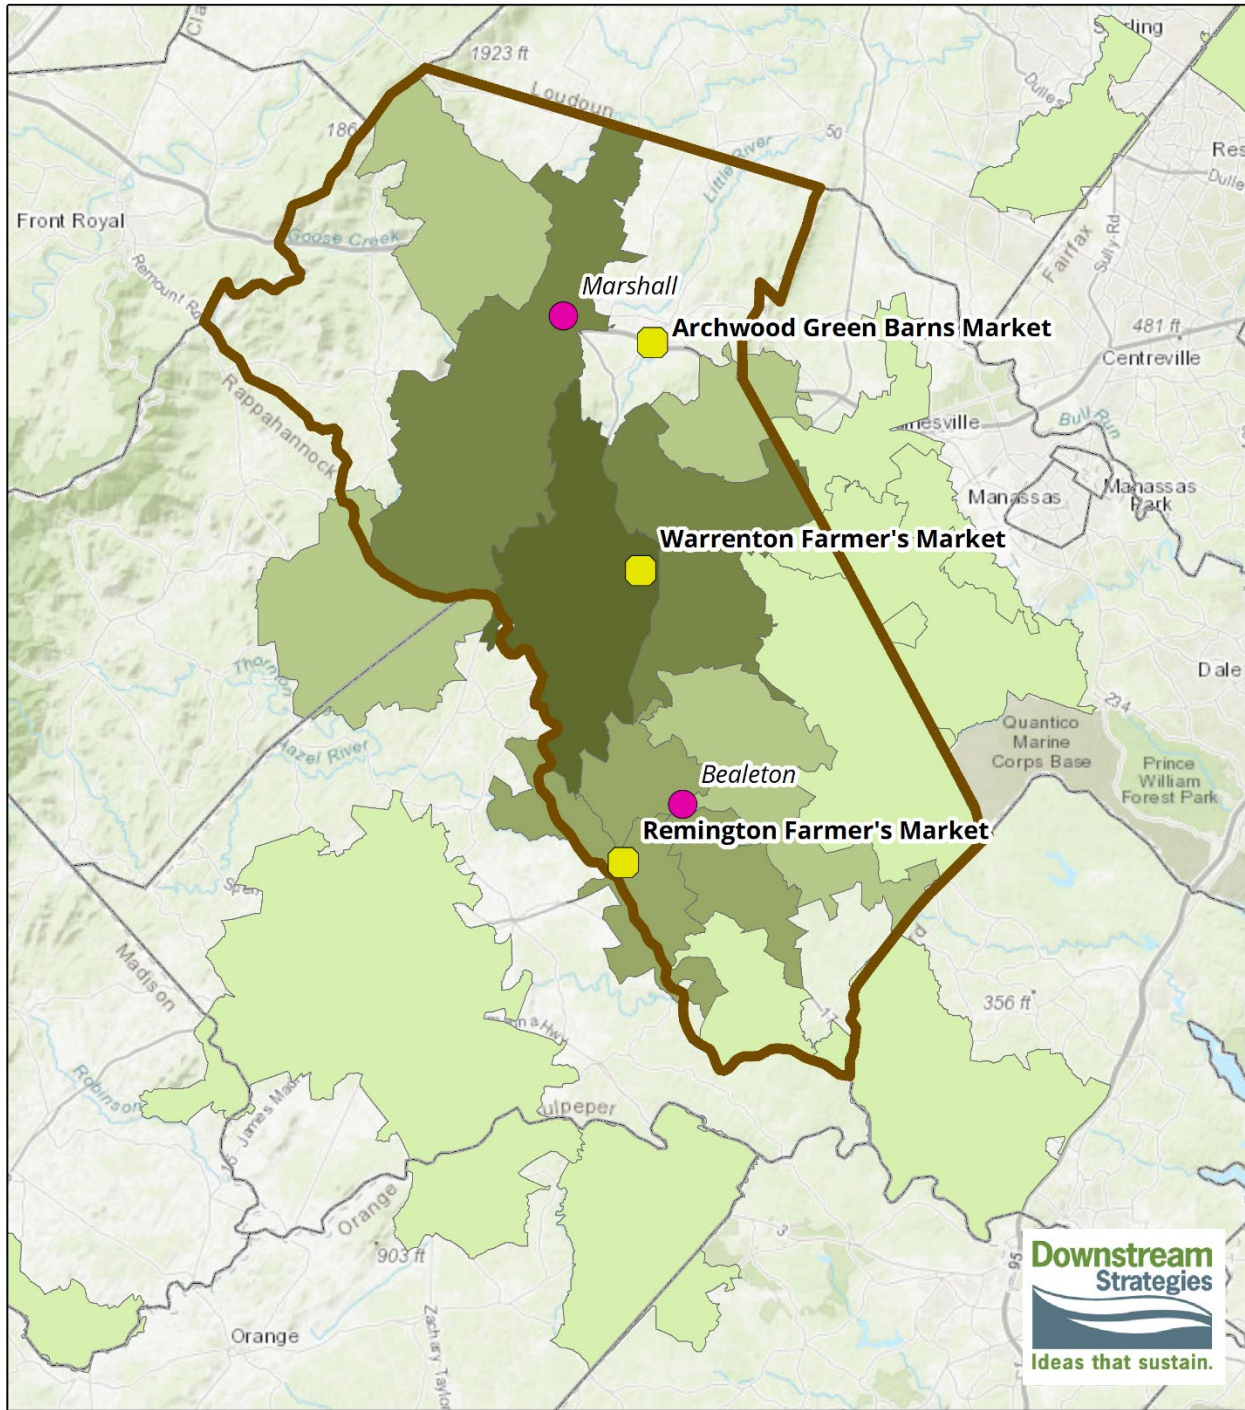 1923 ft
Loudoun
50
Dulles
Little River
186
Front Royal
Goose Creek
Remount
Fairfax
Sully Rd
Dulle
Marshall
Archwood Green Barns Market
481 ft
Centreville
Rappahannock
Bull Run
Manassas
Manassas
Park
Warrenton Farmer's Market
Dale
234
Quantico
Marine
Corps Base
Prince
William
Forest Park
Hazel River
Bealeton
Remington Farmer's Market
Madison
356 ft
17
Robinson
Orange
903 ft
3
95
Zachary Taylor
Orange
Downstream
Strategies
Ideas that sustain.